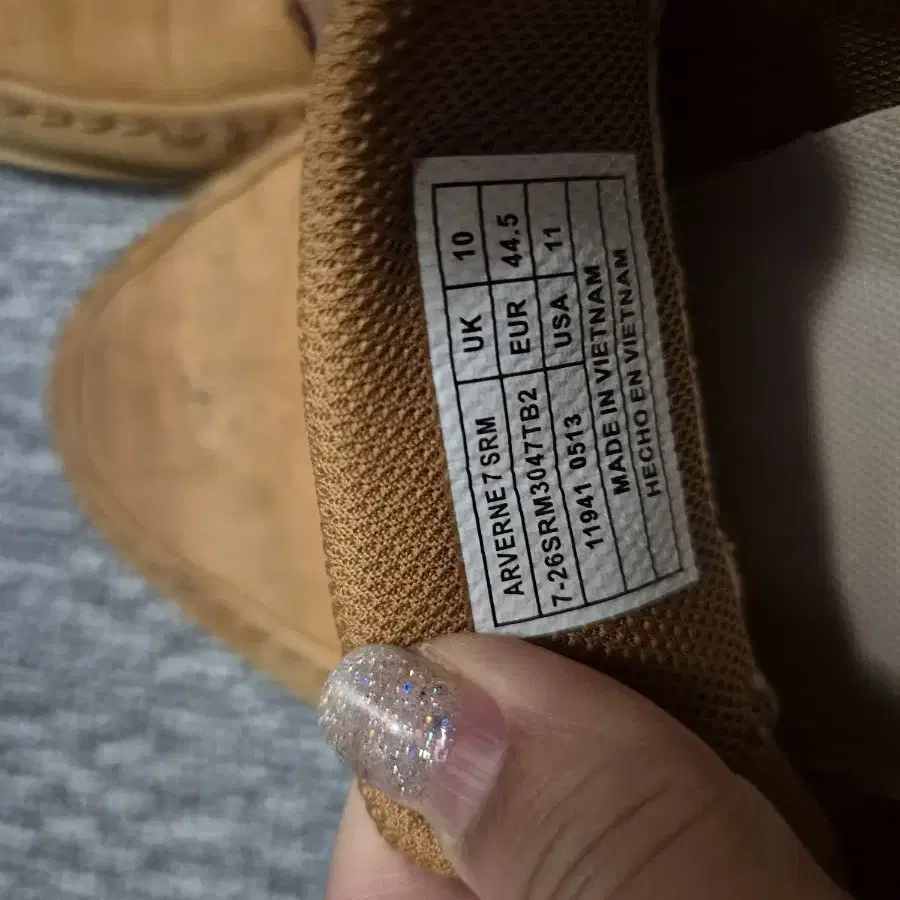 ARVERNE 7 SRM UK 10
7-26SRM3047TB2 EUR 44.5
11941 0513 USA 11
MADE IN VIETNAM
HECHO EN VIETNAM